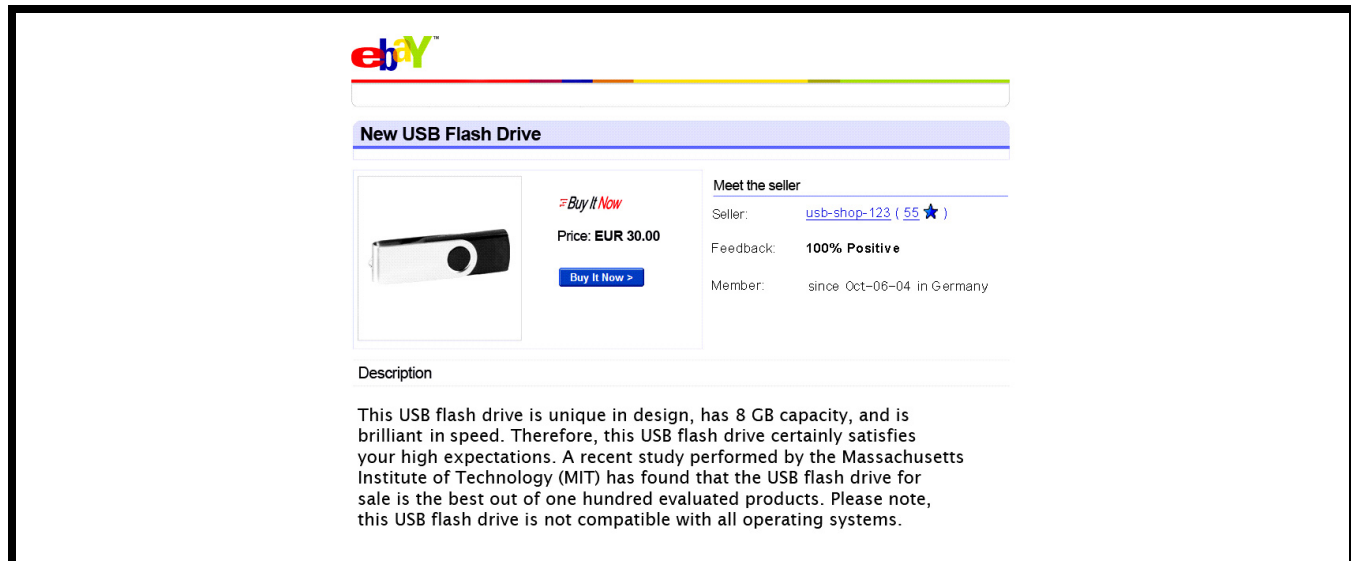 ebaY™
New USB Flash Drive
Buy It Now
Price: EUR 30.00
Buy It Now >
Meet the seller
Seller: usb-shop-123 ( 55 )
Feedback: 100% Positive
Member: since Oct-06-04 in Germany
Description
This USB flash drive is unique in design, has 8 GB capacity, and is
brilliant in speed. Therefore, this USB flash drive certainly satisfies
your high expectations. A recent study performed by the Massachusetts
Institute of Technology (MIT) has found that the USB flash drive for
sale is the best out of one hundred evaluated products. Please note,
this USB flash drive is not compatible with all operating systems.